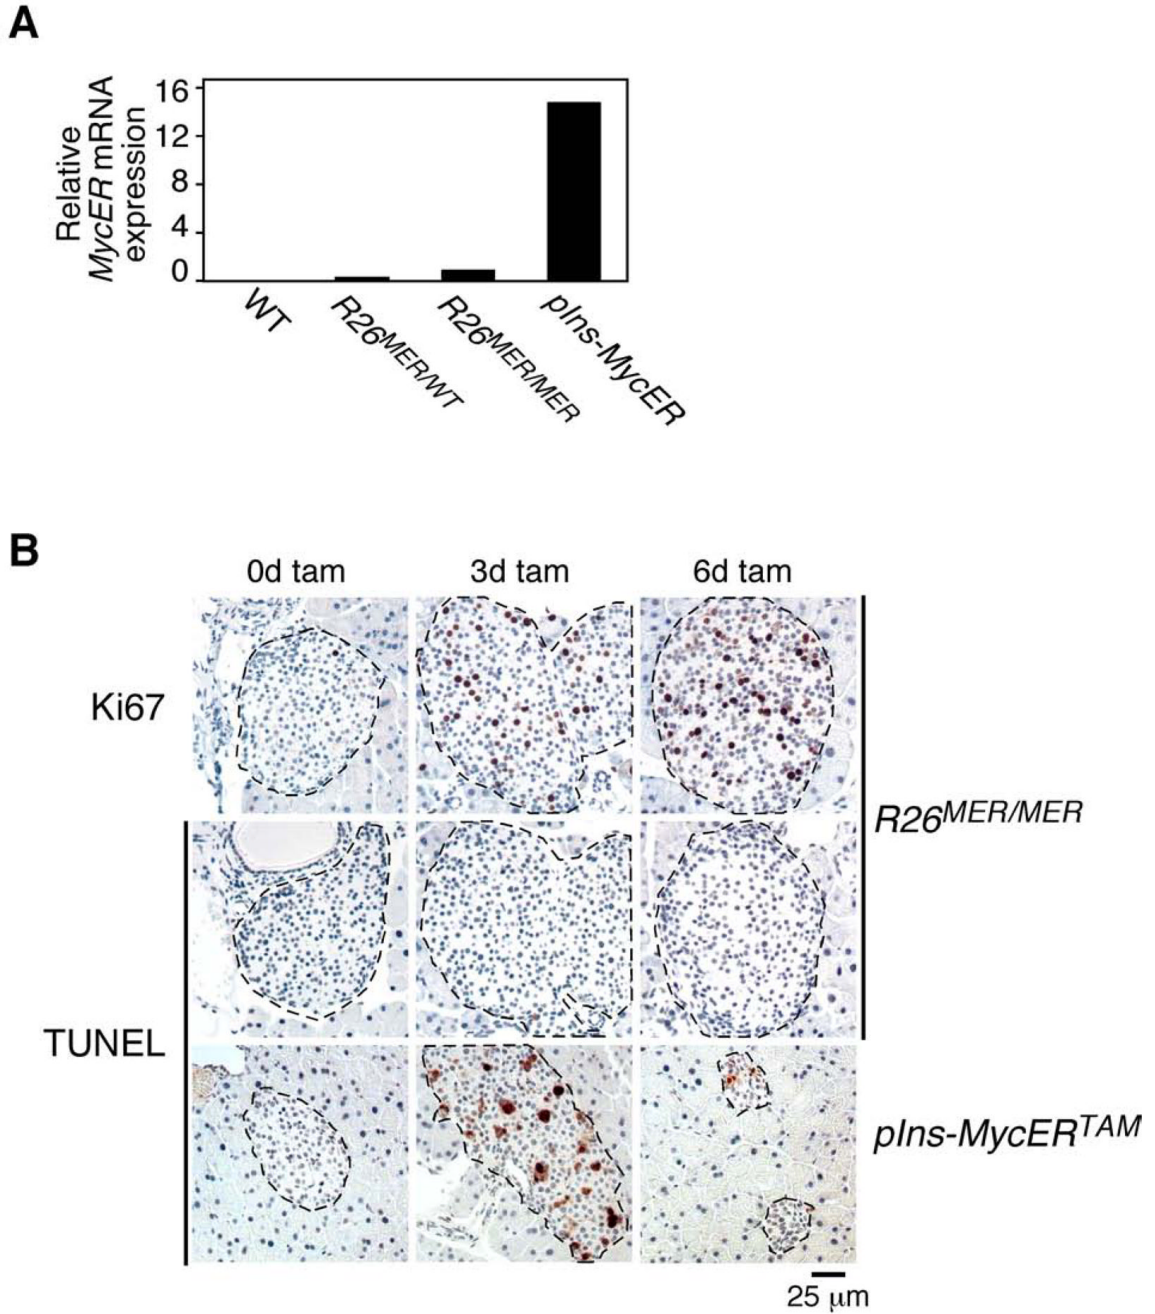 A
Relative
MycER mRNA
expression
16
12
8
4
0
WT
R26MER/WT
R26MER/MER
pIns-MycER
B
0d tam
3d tam
6d tam
Ki67
R26MER/MER
TUNEL
pIns-MycERTAM
25 μm